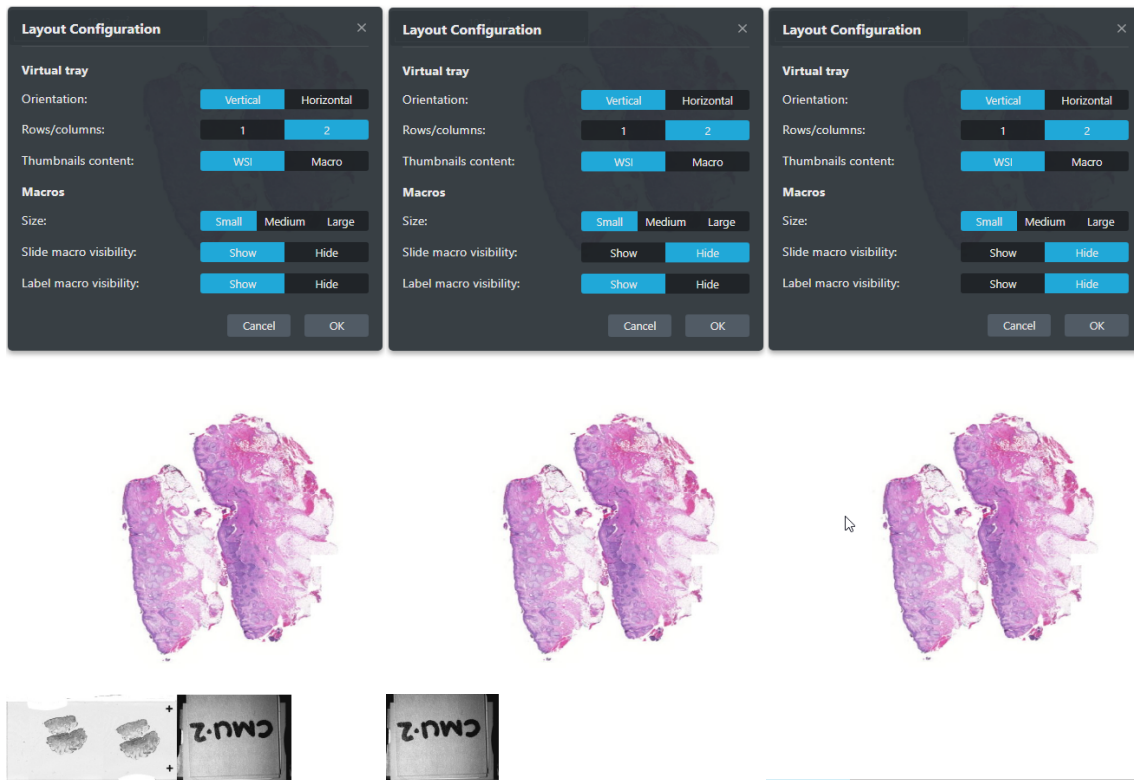 Layout Configuration
Virtual tray
Orientation: Vertical Horizontal
Rows/columns: 1 2
Thumbnails content: WSI Macro
Macros
Size: Small Medium Large
Slide macro visibility: Show Hide
Label macro visibility: Show Hide
Cancel OK
Layout Configuration
Virtual tray
Orientation: Vertical Horizontal
Rows/columns: 1 2
Thumbnails content: WSI Macro
Macros
Size: Small Medium Large
Slide macro visibility: Show Hide
Label macro visibility: Show Hide
Cancel OK
Layout Configuration
Virtual tray
Orientation: Vertical Horizontal
Rows/columns: 1 2
Thumbnails content: WSI Macro
Macros
Size: Small Medium Large
Slide macro visibility: Show Hide
Label macro visibility: Show Hide
Cancel OK
CMU-2
CMU-2